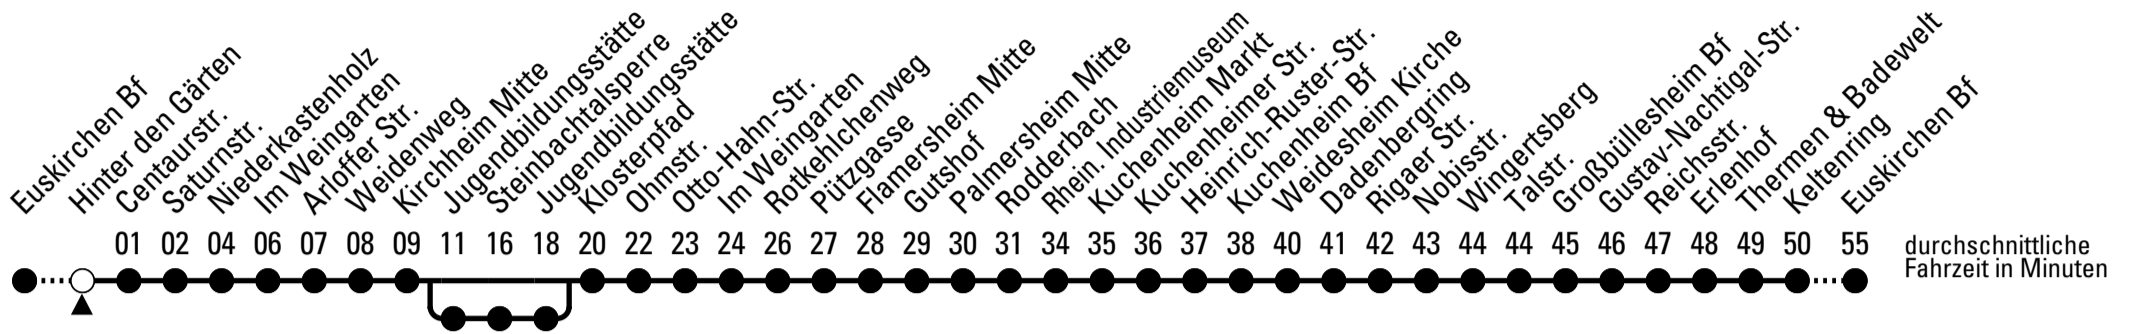 Euskirchen Bf
Hinter den Gärten
Centaurstr.
Saturnstr.
Niederkastenholz
Im Weingarten
Arloffer Str.
Weidenweg
Kirchheim Mitte
Jugendbildungsstätte
Steinbachtalsperre
Jugendbildungsstätte
Klosterpfad
Ohmstr.
Otto-Hahn-Str.
Im Weingarten
Rotkehlchenweg
Pützgasse
Flamersheim Mitte
Gutshof
Palmersheim Mitte
Rodderbach
Rhein. Industriemuseum
Kuchenheim Markt
Kuchenheimer Str.
Heinrich-Ruster-Str.
Kuchenheim Bf
Weidesheim Kirche
Dadenbergring
Rigaer Str.
Nobisstr.
Wingertsberg
Talstr.
Großbüllesheim Bf
Gustav-Nachtigal-Str.
Reichsstr.
Erlenhof
Thermen & Badewelt
Keltenring
Euskirchen Bf
01 02 04 06 07 08 09 11 16 18 20 22 23 24 26 27 28 29 30 31 34 35 36 37 38 40 41 42 43 44 44 45 46 47 48 49 50 55
durchschnittliche
Fahrzeit in Minuten